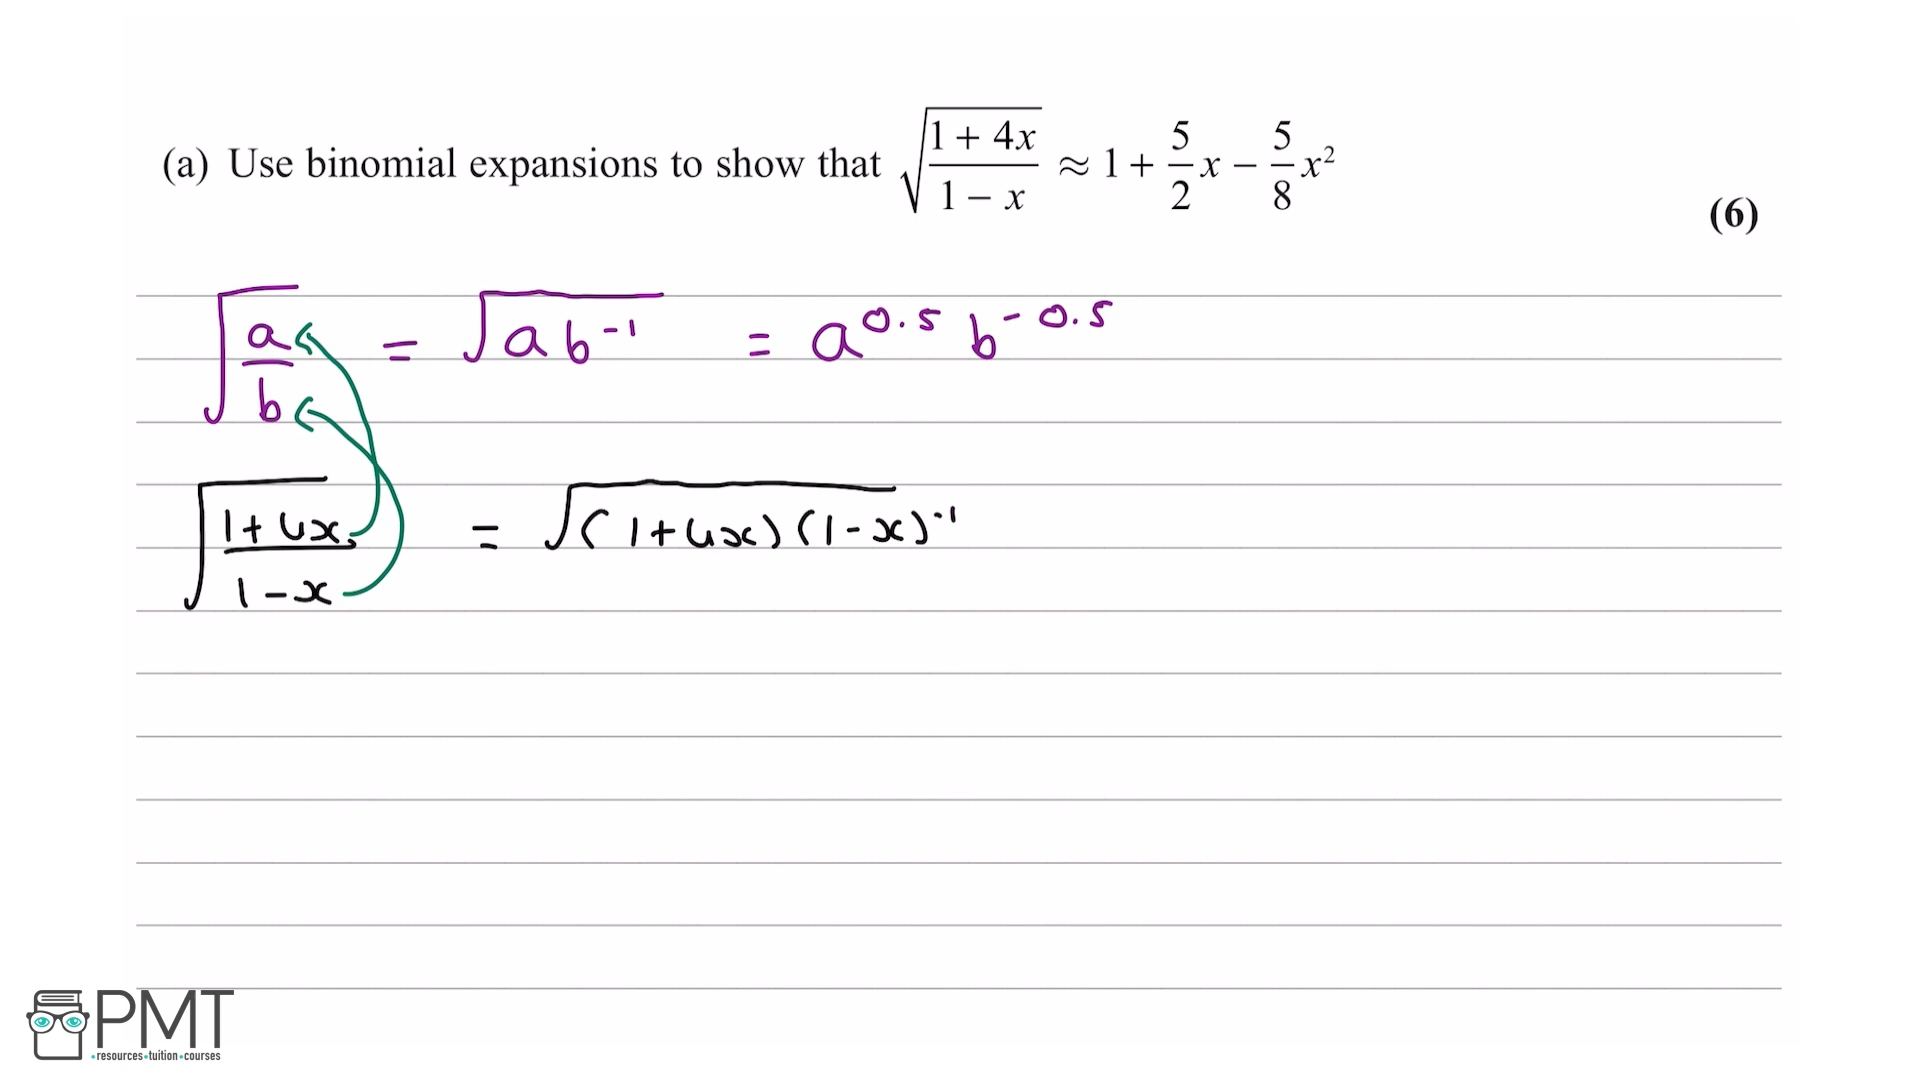 (a) Use binomial expansions to show that √((1 + 4x)/(1 − x)) ≈ 1 + 5/2 x − 5/8 x²
(6)
√(a/b) = √(ab⁻¹) = a^0.5 b^-0.5
√((1+4x)/(1-x)) = √((1+4x)(1-x)⁻¹)
PMT
•resources•tuition•courses